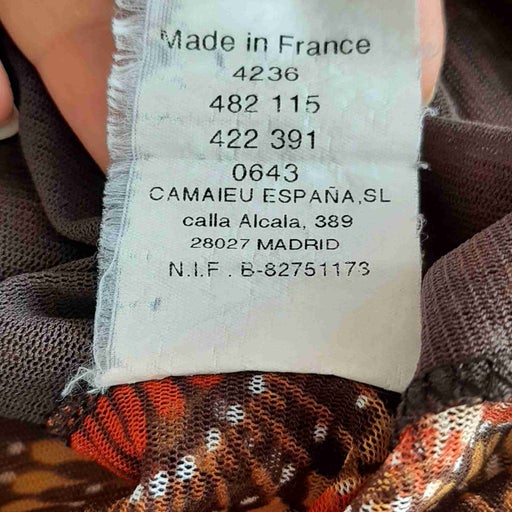 Made in France
4236
482 115
422 391
0643
CAMAIEU ESPAÑA,SL
calla Alcala, 389
28027 MADRID
N.I.F . B-82751173